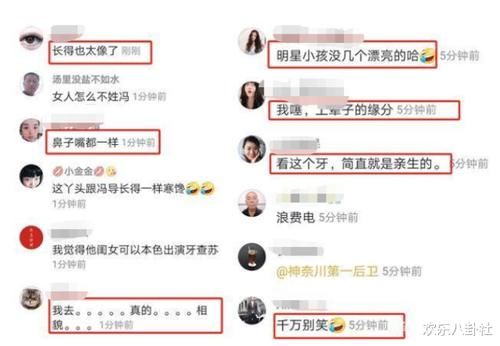 长得也太像了 刚刚
汤里没盐不如水
女人怎么不姓冯 1分钟前
鼻子嘴都一样 1分钟前
小金金
这丫头跟冯导长得一样寒馋
1分钟前
我觉得他闺女可以本色出演牙查苏
1分钟前
我去。。。。。真的。。。。相
貌。。。 1分钟前
明星小孩没几个漂亮的哈 5分钟前
我噻，上辈子的缘分 5分钟前
看这个牙，简直就是亲生的。 5分钟前
浪费电 5分钟前
@神奈川第一后卫
5分钟前
千万别笑 5分钟前
欢乐八卦社